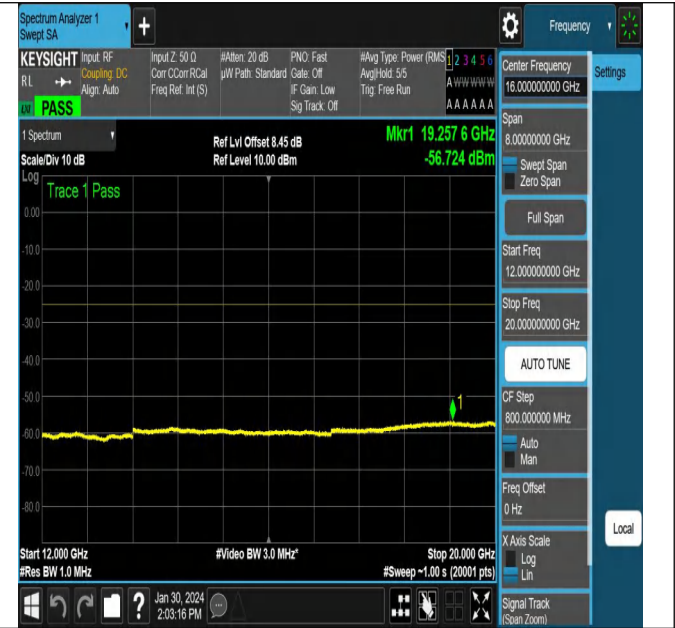 Spectrum Analyzer 1
Swept SA
+
Frequency
KEYSIGHT
RL
LXI
PASS
Input: RF
Coupling: DC
Align: Auto
Input Z: 50 Ω
Corr CCorr RCal
Freq Ref: Int (S)
#Atten: 20 dB
µW Path: Standard
PNO: Fast
Gate: Off
IF Gain: Low
Sig Track: Off
#Avg Type: Power (RMS
Avg|Hold: 5/5
Trig: Free Run
1 2 3 4 5 6
A W W W W W
A A A A A A
1 Spectrum
Scale/Div 10 dB
Ref Lvl Offset 8.45 dB
Ref Level 10.00 dBm
Mkr1 19.257 6 GHz
-56.724 dBm
Log
Trace 1 Pass
0.00
-10.0
-20.0
-30.0
-40.0
-50.0
-60.0
-70.0
-80.0
1
Start 12.000 GHz
#Res BW 1.0 MHz
#Video BW 3.0 MHz*
Stop 20.000 GHz
#Sweep ~1.00 s (20001 pts)
?
Jan 30, 2024
2:03:16 PM
Center Frequency
16.000000000 GHz
Span
8.00000000 GHz
Swept Span
Zero Span
Full Span
Start Freq
12.000000000 GHz
Stop Freq
20.000000000 GHz
AUTO TUNE
CF Step
800.000000 MHz
Auto
Man
Freq Offset
0 Hz
X Axis Scale
Log
Lin
Signal Track
(Span Zoom)
Settings
Local